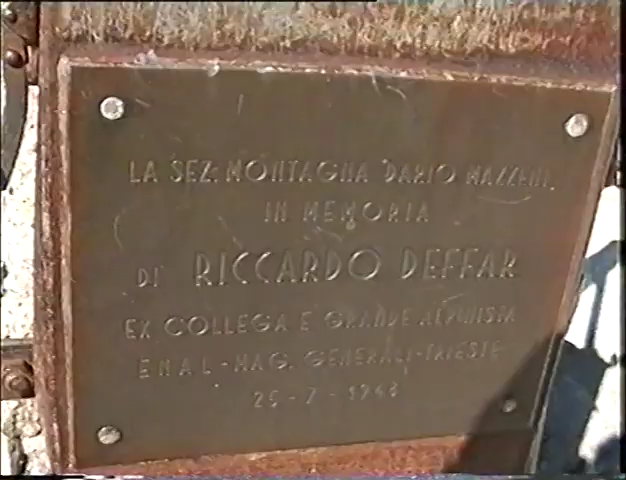 LA SEZ. MONTAGNA DARIO MAZZENI
IN MEMORIA
DI RICCARDO DEFFAR
EX COLLEGA E GRANDE ALPINISTA
ENAL-MAG. GENERALI-TRIESTE
25-7-1948